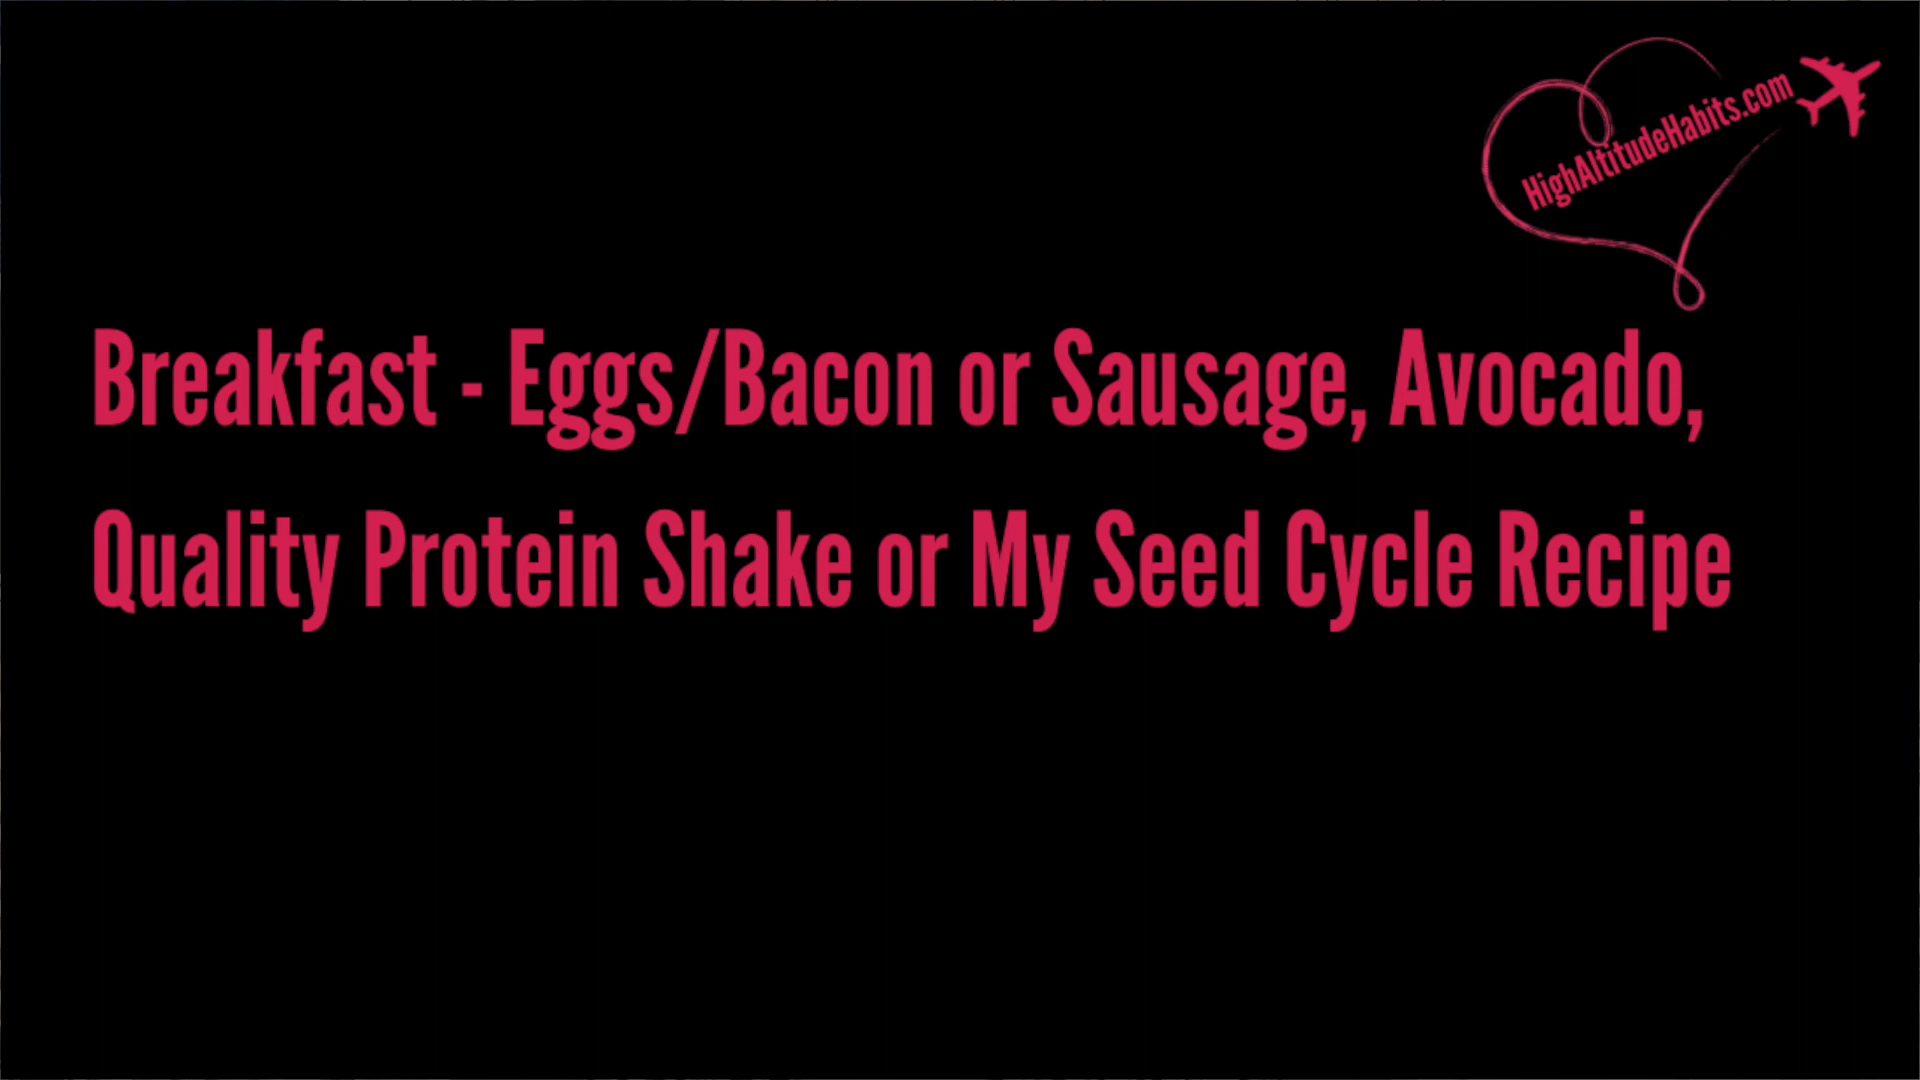 HighAltitudeHabits.com
Breakfast - Eggs/Bacon or Sausage, Avocado,
Quality Protein Shake or My Seed Cycle Recipe